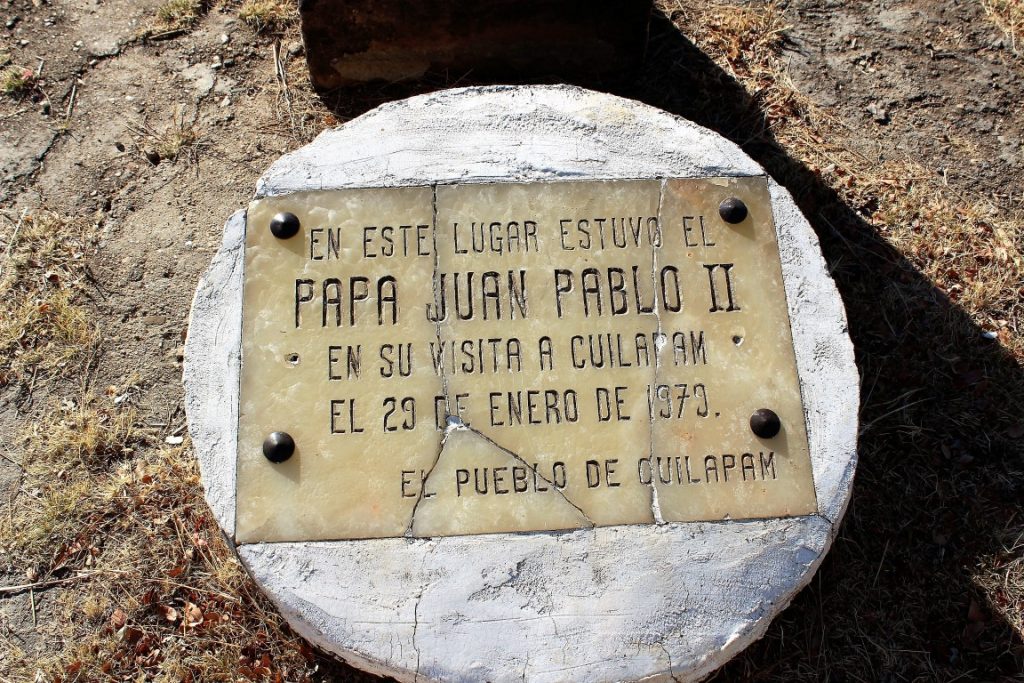 EN ESTE LUGAR ESTUVO EL
PAPA JUAN PABLO II
EN SU VISITA A CUILAPAM
EL 29 DE ENERO DE 1979.
EL PUEBLO DE CUILAPAM